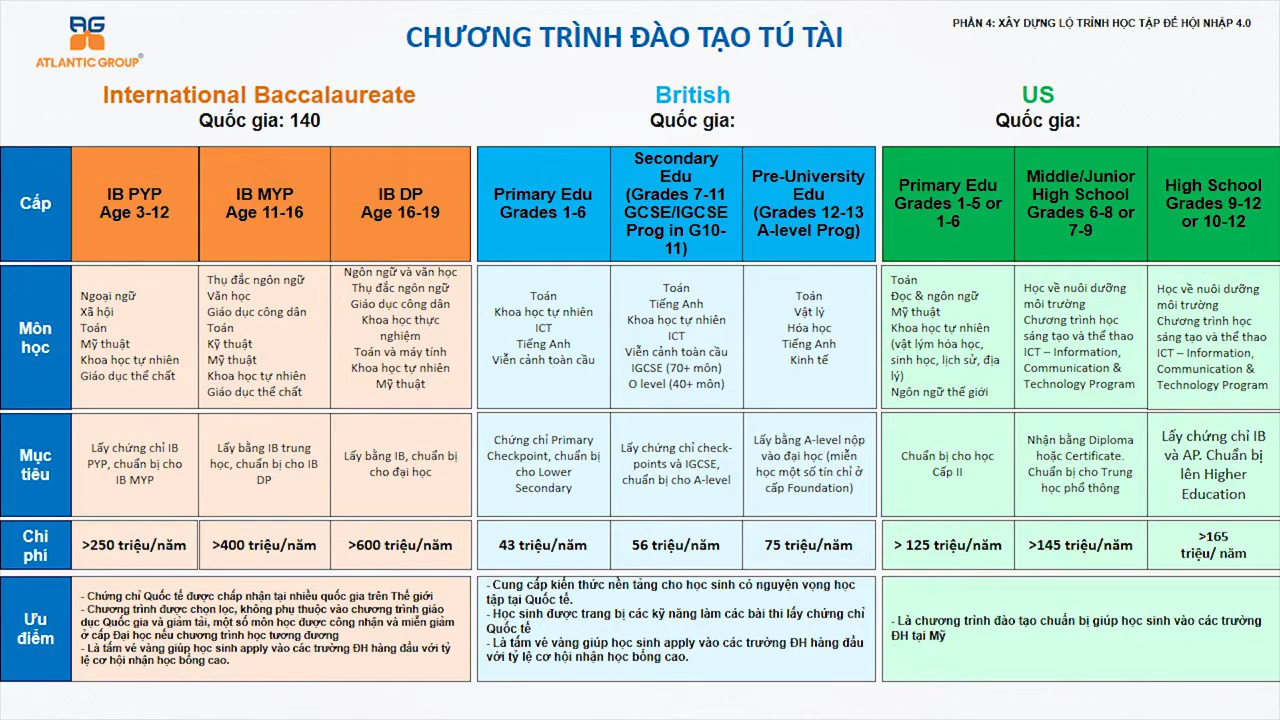 AG
ATLANTIC GROUP®
CHƯƠNG TRÌNH ĐÀO TẠO TÚ TÀI
PHẦN 4: XÂY DỰNG LỘ TRÌNH HỌC TẬP ĐỂ HỘI NHẬP 4.0
International Baccalaureate
Quốc gia: 140
British
Quốc gia:
US
Quốc gia:
Cấp
IB PYP
Age 3-12
IB MYP
Age 11-16
IB DP
Age 16-19
Primary Edu
Grades 1-6
Secondary
Edu
(Grades 7-11
GCSE/IGCSE
Prog in G10-
11)
Pre-University
Edu
(Grades 12-13
A-level Prog)
Primary Edu
Grades 1-5 or
1-6
Middle/Junior
High School
Grades 6-8 or
7-9
High School
Grades 9-12
or 10-12
Môn
học
Ngoại ngữ
Xã hội
Toán
Mỹ thuật
Khoa học tự nhiên
Giáo dục thể chất
Thụ đắc ngôn ngữ
Văn học
Giáo dục công dân
Toán
Kỹ thuật
Mỹ thuật
Khoa học tự nhiên
Giáo dục thể chất
Ngôn ngữ và văn học
Thụ đắc ngôn ngữ
Giáo dục công dân
Khoa học thực
nghiệm
Toán và máy tính
Khoa học tự nhiên
Mỹ thuật
Toán
Khoa học tự nhiên
ICT
Tiếng Anh
Viễn cảnh toàn cầu
Toán
Tiếng Anh
Khoa học tự nhiên
ICT
Viễn cảnh toàn cầu
IGCSE (70+ môn)
O level (40+ môn)
Toán
Vật lý
Hóa học
Tiếng Anh
Kinh tế
Toán
Đọc & ngôn ngữ
Mỹ thuật
Khoa học tự nhiên
(vật lým hóa học,
sinh học, lịch sử, địa
lý)
Ngôn ngữ thế giới
Học về nuôi dưỡng
môi trường
Chương trình học
sáng tạo và thể thao
ICT – Information,
Communication &
Technology Program
Học về nuôi dưỡng
môi trường
Chương trình học
sáng tạo và thể thao
ICT – Information,
Communication &
Technology Program
Mục
tiêu
Lấy chứng chỉ IB
PYP, chuẩn bị cho
IB MYP
Lấy bằng IB trung
học, chuẩn bị cho IB
DP
Lấy bằng IB, chuẩn bị
cho đại học
Chứng chỉ Primary
Checkpoint, chuẩn bị
cho Lower
Secondary
Lấy chứng chỉ check-
points và IGCSE,
chuẩn bị cho A-level
Lấy bằng A-level nộp
vào đại học (miễn
học một số tín chỉ ở
cấp Foundation)
Chuẩn bị cho học
Cấp II
Nhận bằng Diploma
hoặc Certificate.
Chuẩn bị cho Trung
học phổ thông
Lấy chứng chỉ IB
và AP. Chuẩn bị
lên Higher
Education
Chi
phí
>250 triệu/năm
>400 triệu/năm
>600 triệu/năm
43 triệu/năm
56 triệu/năm
75 triệu/năm
> 125 triệu/năm
>145 triệu/năm
>165
triệu/ năm
Ưu
điểm
- Chứng chỉ Quốc tế được chấp nhận tại nhiều quốc gia trên Thế giới
- Chương trình được chọn lọc, không phụ thuộc vào chương trình giáo
dục Quốc gia và giảm tải, một số môn học được công nhận và miễn giảm
ở cấp Đại học nếu chương trình học tương đương
- Là tấm vé vàng giúp học sinh apply vào các trường ĐH hàng đầu với tỷ
lệ cơ hội nhận học bổng cao.
- Cung cấp kiến thức nền tảng cho học sinh có nguyện vọng học
tập tại Quốc tế.
- Học sinh được trang bị các kỹ năng làm các bài thi lấy chứng chỉ
Quốc tế
- Là tấm vé vàng giúp học sinh apply vào các trường ĐH hàng đầu
với tỷ lệ cơ hội nhận học bổng cao.
- Là chương trình đào tạo chuẩn bị giúp học sinh vào các trường
ĐH tại Mỹ